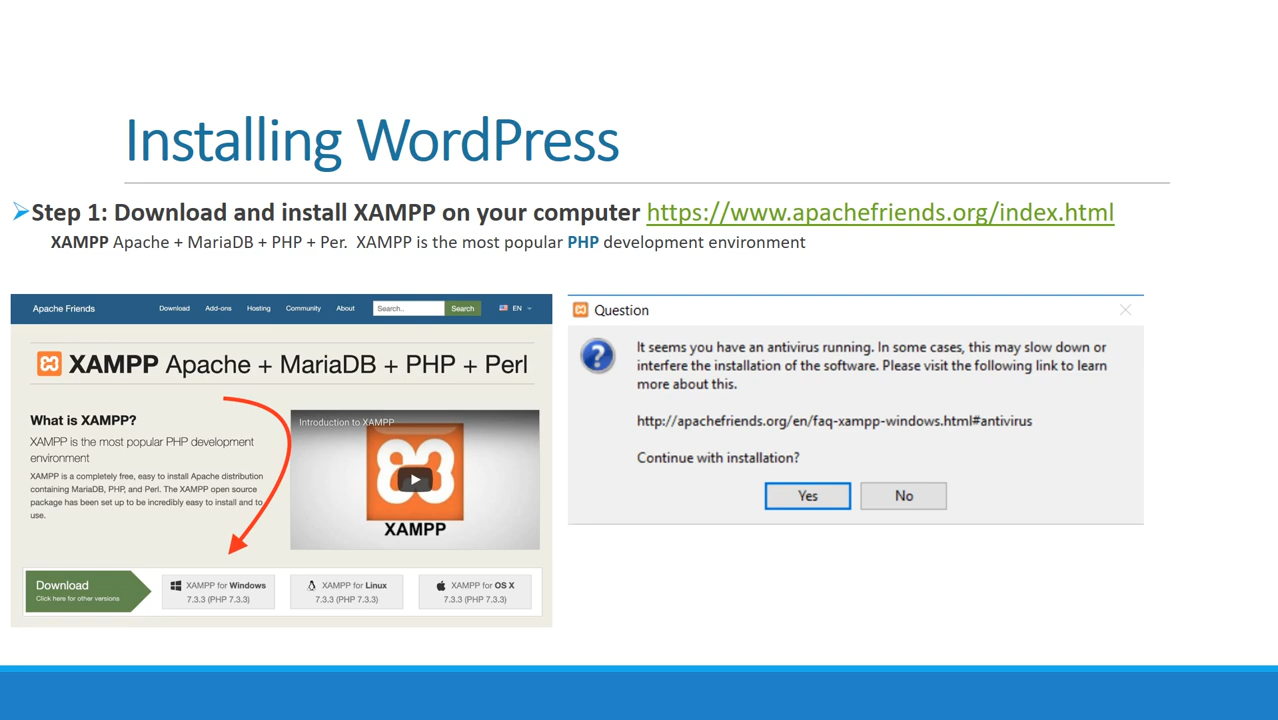 Installing WordPress
Step 1: Download and install XAMPP on your computer https://www.apachefriends.org/index.html
XAMPP Apache + MariaDB + PHP + Per. XAMPP is the most popular PHP development environment
Apache Friends Download Add-ons Hosting Community About Search.. Search EN
XAMPP Apache + MariaDB + PHP + Perl
What is XAMPP?
XAMPP is the most popular PHP development
environment
XAMPP is a completely free, easy to install Apache distribution
containing MariaDB, PHP, and Perl. The XAMPP open source
package has been set up to be incredibly easy to install and to
use.
Introduction to XAMPP
XAMPP
Download
Click here for other versions
XAMPP for Windows
7.3.3 (PHP 7.3.3)
XAMPP for Linux
7.3.3 (PHP 7.3.3)
XAMPP for OS X
7.3.3 (PHP 7.3.3)
Question
It seems you have an antivirus running. In some cases, this may slow down or
interfere the installation of the software. Please visit the following link to learn
more about this.
http://apachefriends.org/en/faq-xampp-windows.html#antivirus
Continue with installation?
Yes No